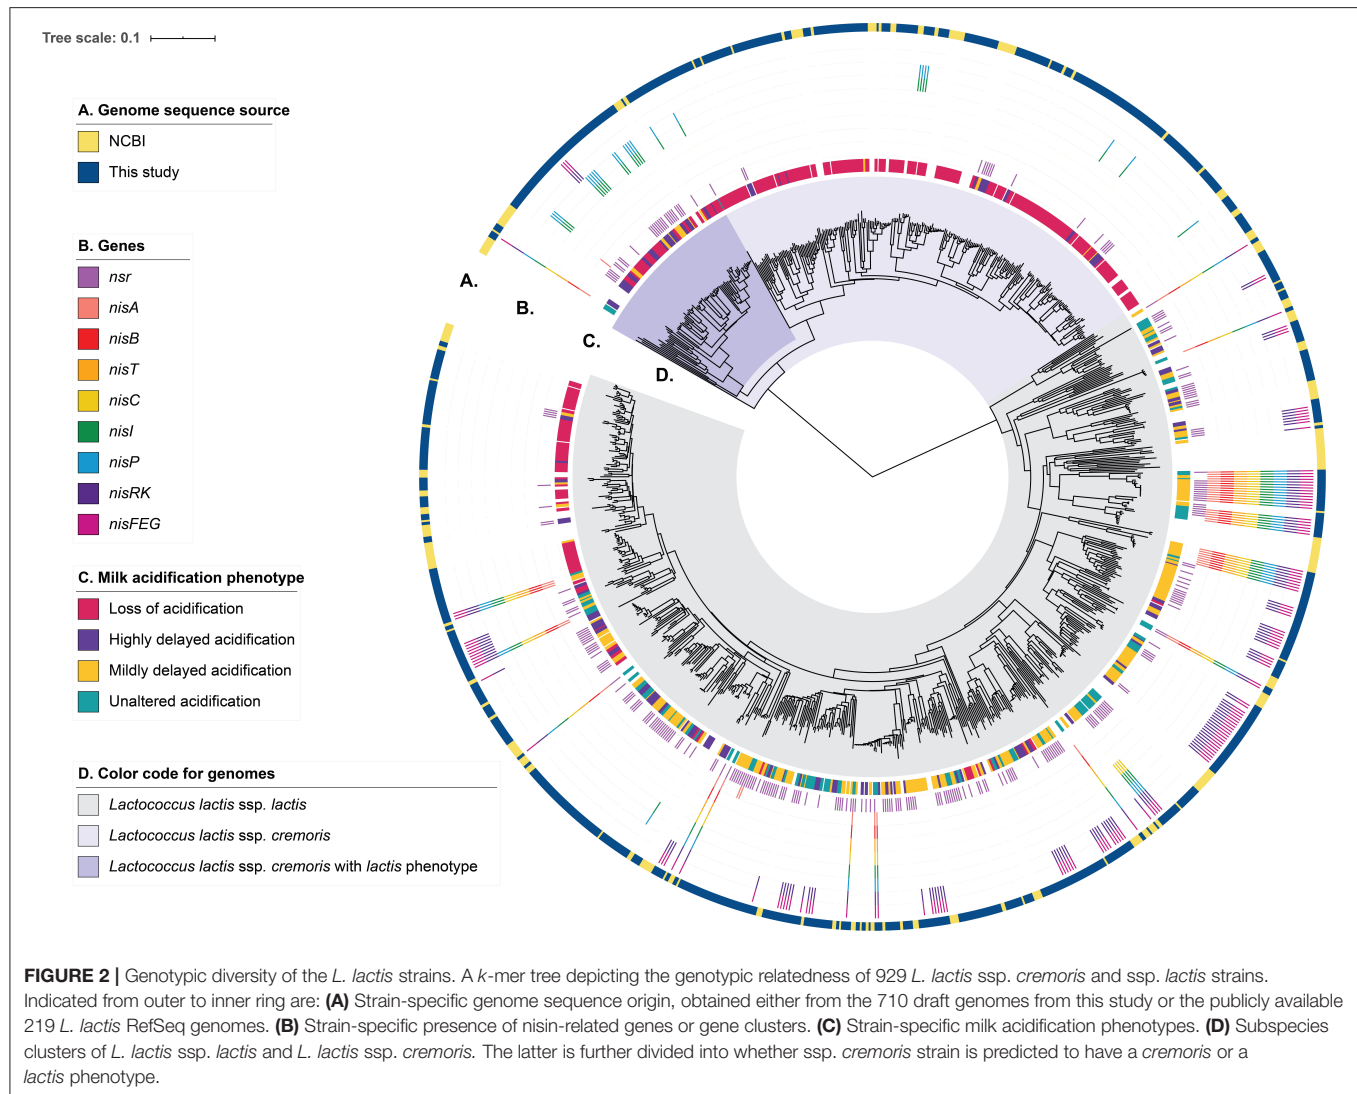 Tree scale: 0.1
A. Genome sequence source
NCBI
This study
B. Genes
nsr
nisA
nisB
nisT
nisC
nisI
nisP
nisRK
nisFEG
C. Milk acidification phenotype
Loss of acidification
Highly delayed acidification
Mildly delayed acidification
Unaltered acidification
D. Color code for genomes
Lactococcus lactis ssp. lactis
Lactococcus lactis ssp. cremoris
Lactococcus lactis ssp. cremoris with lactis phenotype
A.
B.
C.
D.
FIGURE 2 | Genotypic diversity of the L. lactis strains. A k-mer tree depicting the genotypic relatedness of 929 L. lactis ssp. cremoris and ssp. lactis strains.
Indicated from outer to inner ring are: (A) Strain-specific genome sequence origin, obtained either from the 710 draft genomes from this study or the publicly available
219 L. lactis RefSeq genomes. (B) Strain-specific presence of nisin-related genes or gene clusters. (C) Strain-specific milk acidification phenotypes. (D) Subspecies
clusters of L. lactis ssp. lactis and L. lactis ssp. cremoris. The latter is further divided into whether ssp. cremoris strain is predicted to have a cremoris or a
lactis phenotype.